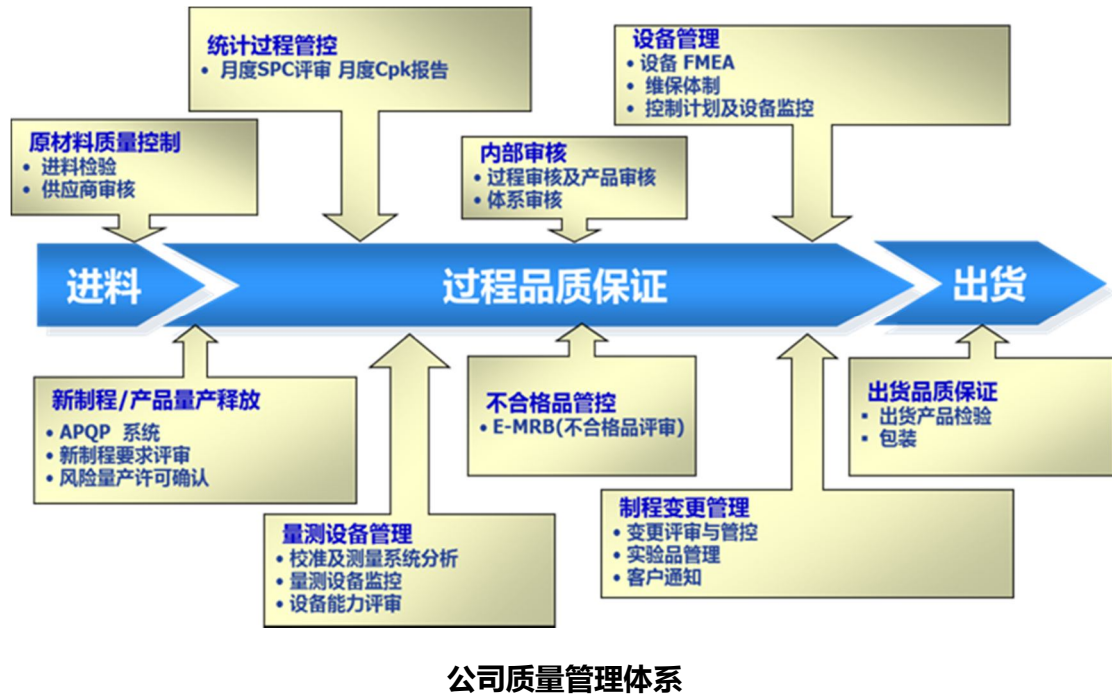 统计过程管控
• 月度SPC评审 月度Cpk报告
设备管理
• 设备 FMEA
• 维保体制
• 控制计划及设备监控
原材料质量控制
• 进料检验
• 供应商审核
内部审核
• 过程审核及产品审核
• 体系审核
进料
过程品质保证
出货
新制程/产品量产释放
• APQP 系统
• 新制程要求评审
• 风险量产许可确认
不合格品管控
• E-MRB(不合格品评审)
出货品质保证
▪ 出货产品检验
▪ 包装
量测设备管理
• 校准及测量系统分析
• 量测设备监控
• 设备能力评审
制程变更管理
• 变更评审与管控
• 实验品管理
• 客户通知
公司质量管理体系